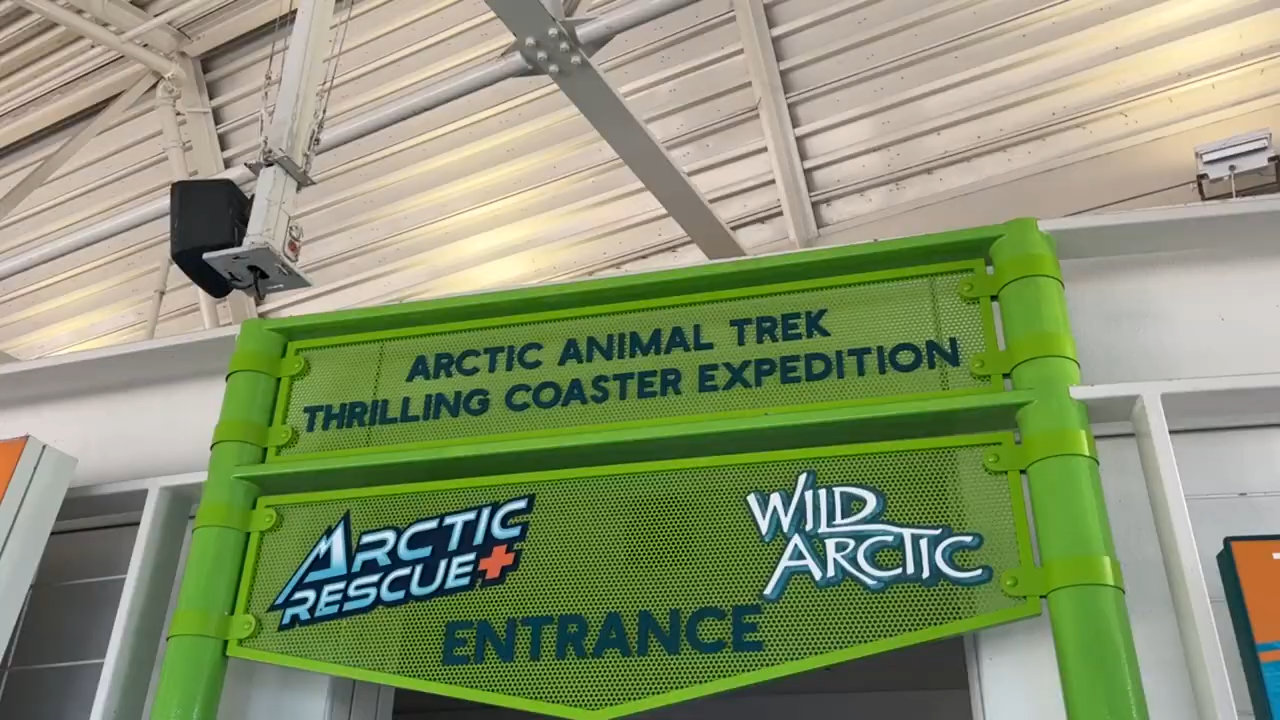 ARCTIC ANIMAL TREK
THRILLING COASTER EXPEDITION
ARCTIC
RESCUE
WILD
ARCTIC
ENTRANCE